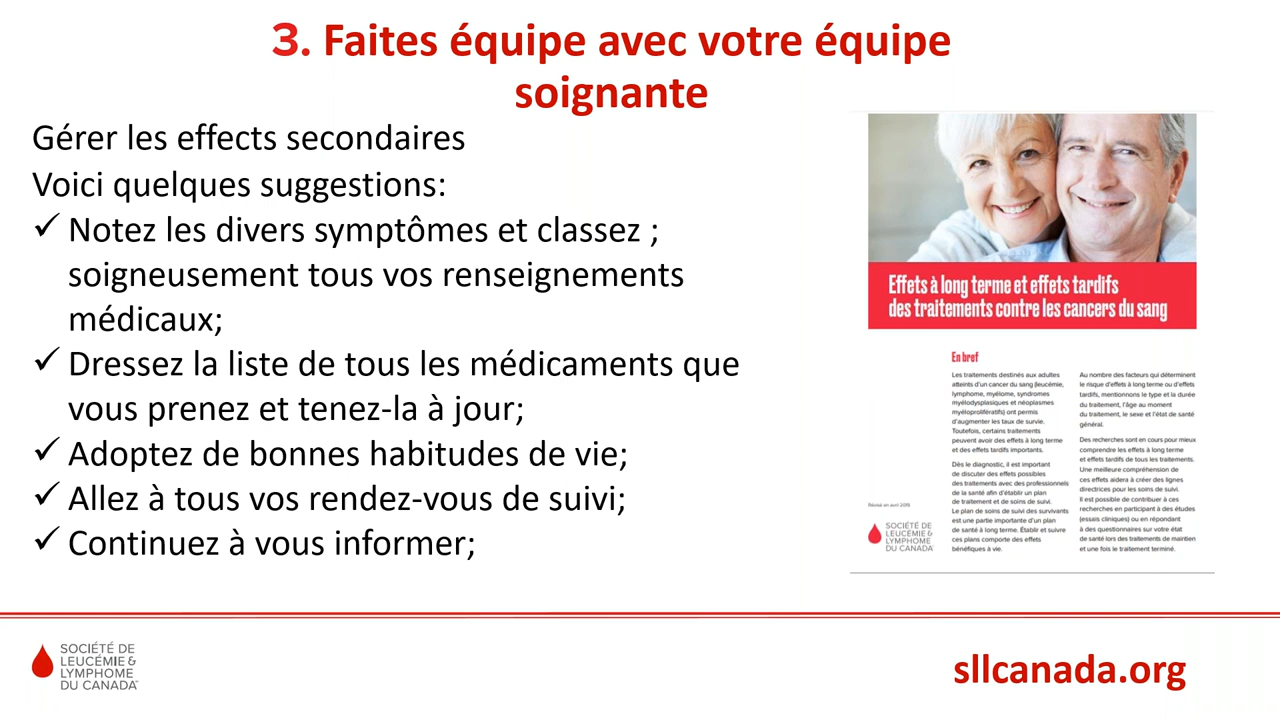 3. Faites équipe avec votre équipe
soignante
Gérer les effects secondaires
Voici quelques suggestions:
✓ Notez les divers symptômes et classez ;
soigneusement tous vos renseignements
médicaux;
✓ Dressez la liste de tous les médicaments que
vous prenez et tenez-la à jour;
✓ Adoptez de bonnes habitudes de vie;
✓ Allez à tous vos rendez-vous de suivi;
✓ Continuez à vous informer;
Effets à long terme et effets tardifs
des traitements contre les cancers du sang
En bref
Les traitements destinés aux adultes
atteints d'un cancer du sang (leucémie,
lymphome, myélome, syndromes
myélodysplasiques et néoplasmes
myéloprolifératifs) ont permis
d'augmenter les taux de survie.
Toutefois, certains traitements
peuvent avoir des effets à long terme
et des effets tardifs importants.
Dès le diagnostic, il est important
de discuter des effets possibles
des traitements avec des professionnels
de la santé afin d'établir un plan
de traitement et de soins de suivi.
Le plan de soins de suivi des survivants
est une partie importante d'un plan
de santé à long terme. Établir et suivre
ces plans comporte des effets
bénéfiques à vie.
Au nombre des facteurs qui déterminent
le risque d'effets à long terme ou d'effets
tardifs, mentionnons le type et la durée
du traitement, l'âge au moment
du traitement, le sexe et l'état de santé
général.
Des recherches sont en cours pour mieux
comprendre les effets à long terme
et effets tardifs de tous les traitements.
Une meilleure compréhension de
ces effets aidera à créer des lignes
directrices pour les soins de suivi.
Il est possible de contribuer à ces
recherches en participant à des études
(essais cliniques) ou en répondant
à des questionnaires sur votre état
de santé lors des traitements de maintien
et une fois le traitement terminé.
Révisé en avril 2019
SOCIÉTÉ DE
LEUCÉMIE &
LYMPHOME
DU CANADA
SOCIÉTÉ DE
LEUCÉMIE &
LYMPHOME
DU CANADA
sllcanada.org